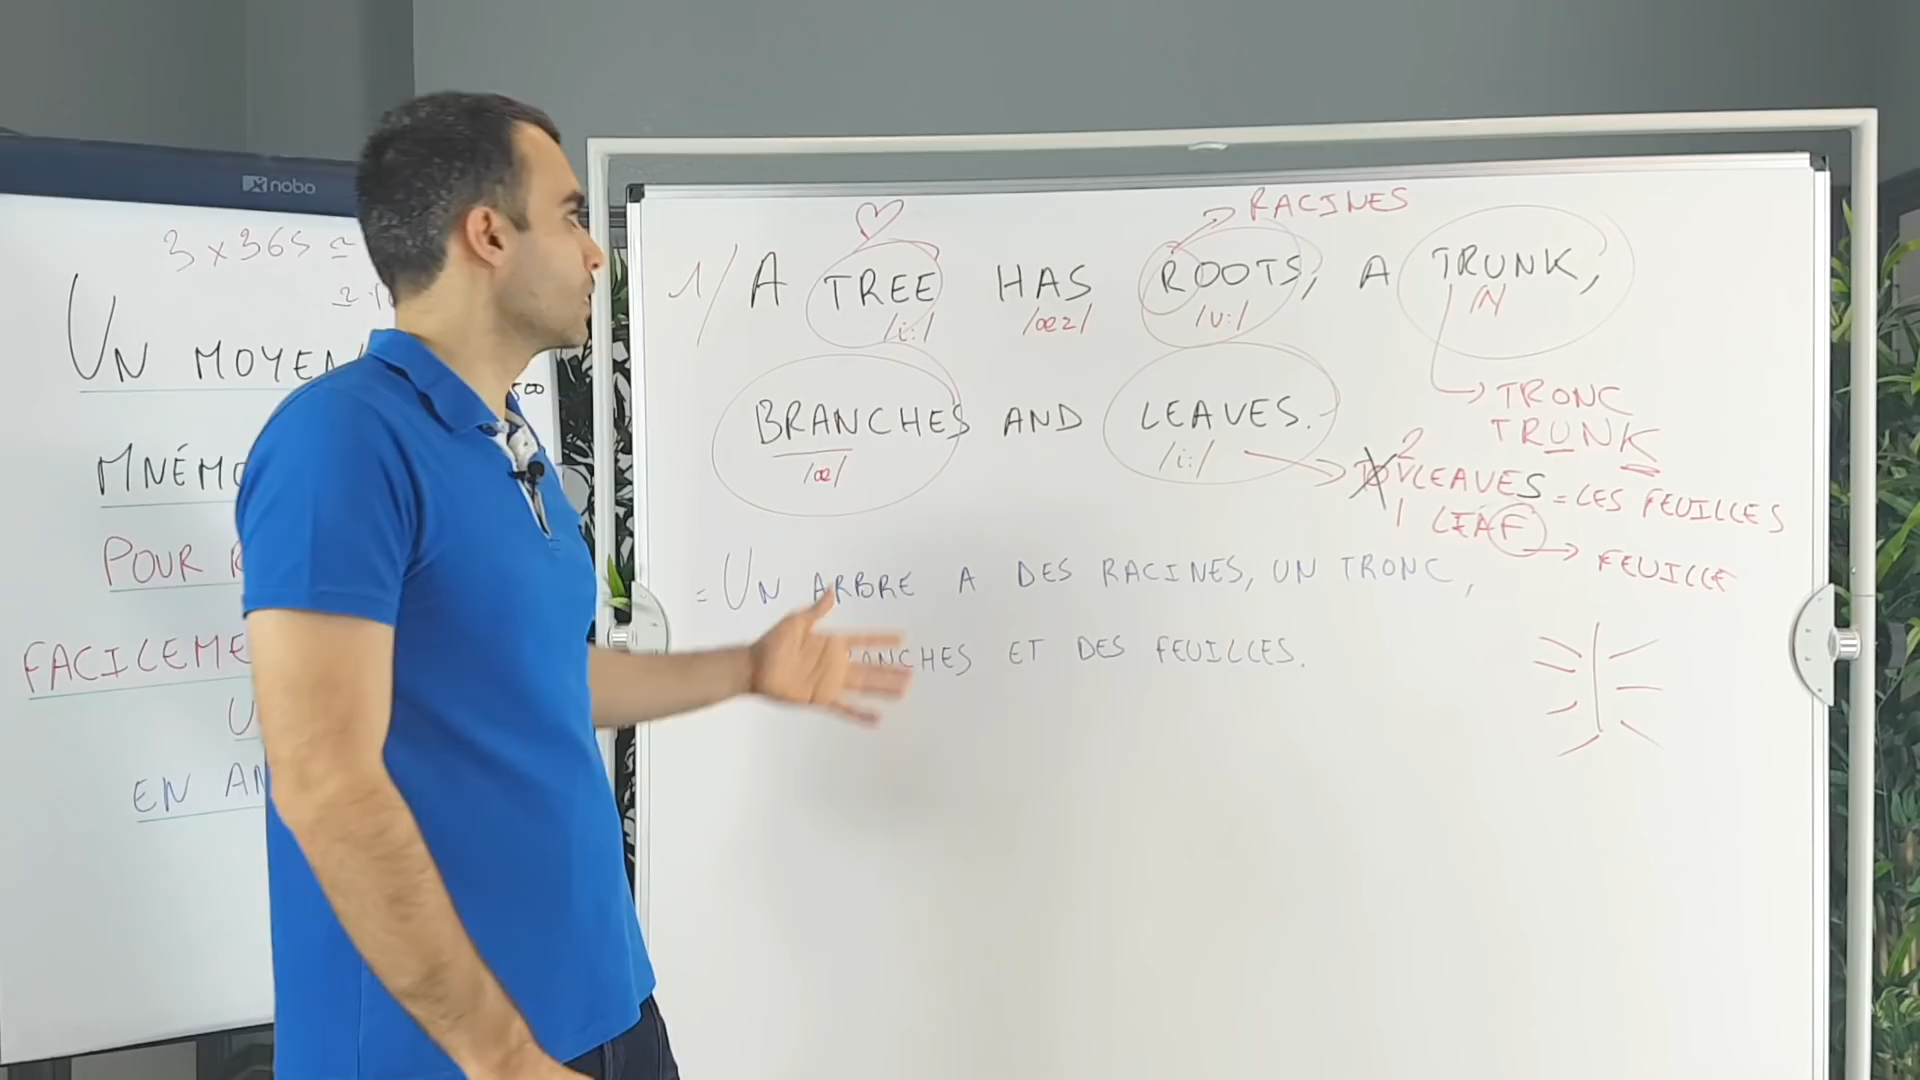 nobo
3 x 365 ≃
UN MOYEN
500
MNÉMO
POUR R
FACILEME
U
EN AN
RACINES
1/ A TREE HAS ROOTS, A TRUNK,
/i:/ /æz/ /u:/ /ʌ/
BRANCHES AND LEAVES.
/æ/ /i:/
TRONC
TRUNK
2 LEAVES = LES FEUILLES
1 LEAF
FEUILLE
= UN ARBRE A DES RACINES, UN TRONC,
ANCHES ET DES FEUILLES.